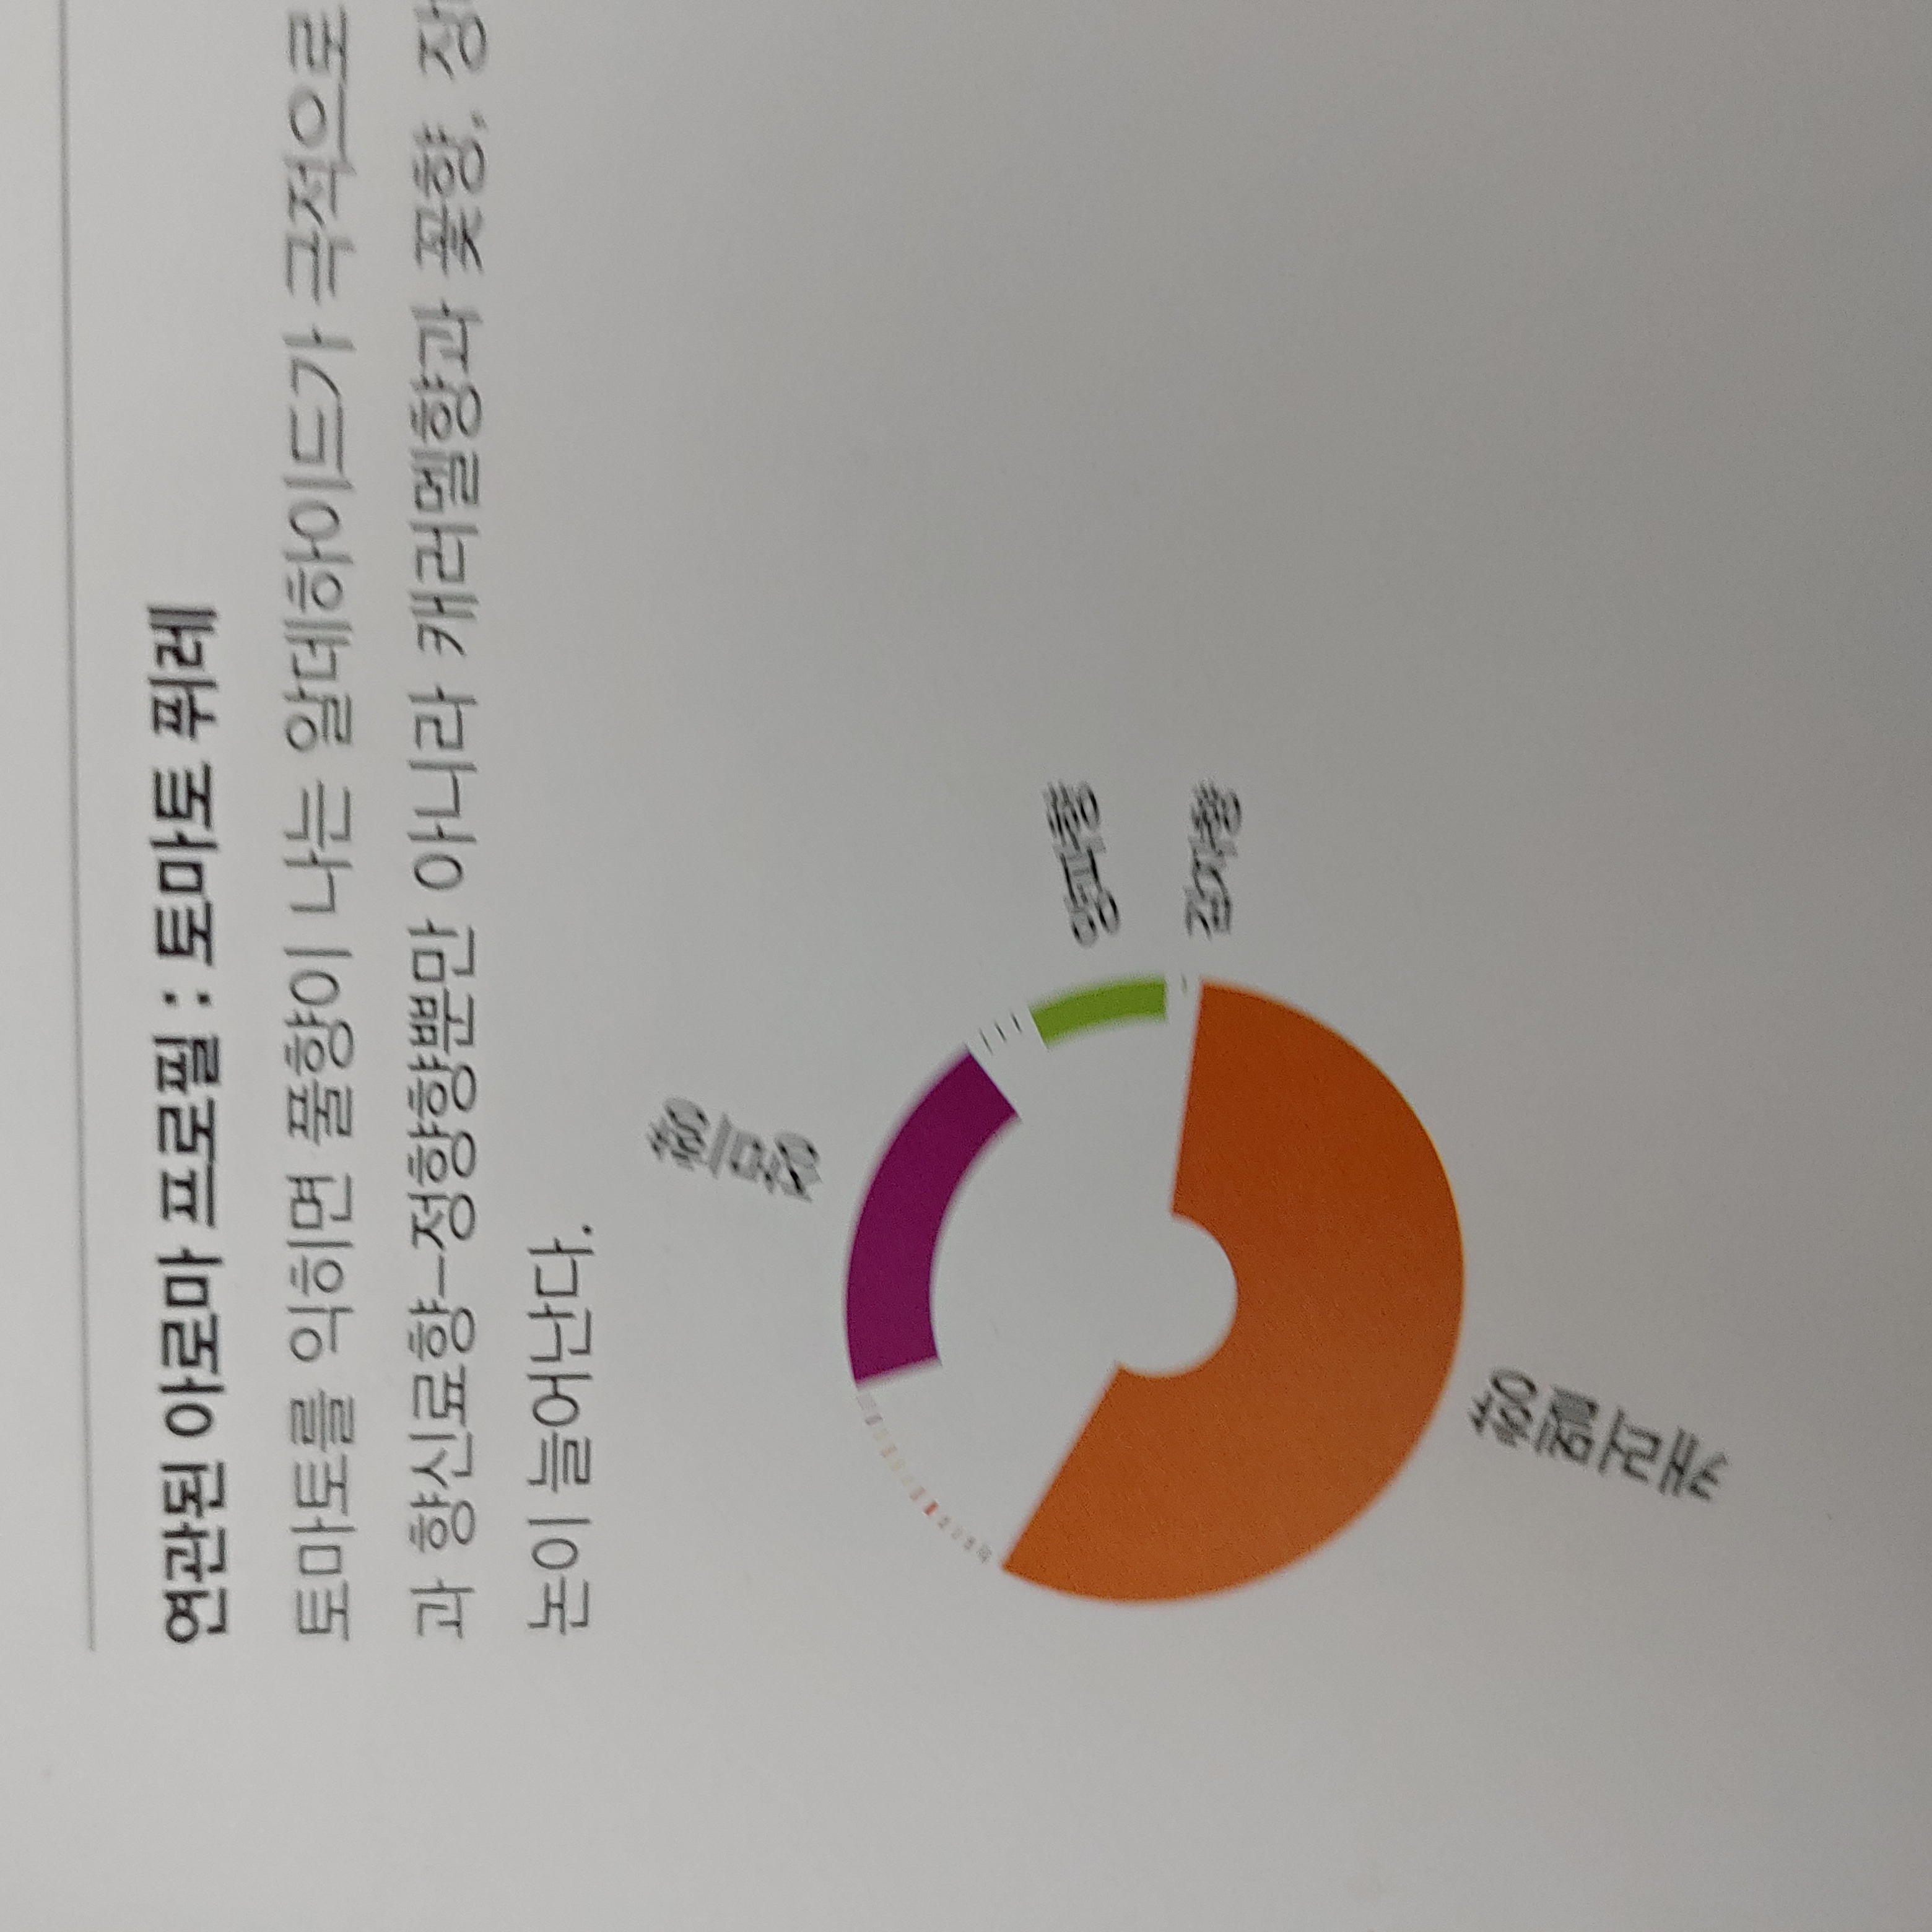 연관된 아로마 프로필 : 토마토 퓌레
토마토를 익히면 풀향이 나는 알데하이드가 극적으로
과 향신료향–정향향뿐만 아니라 캐러멜향과 꽃향, 장
논이 늘어난다.
장미향
양파향
감자향
캐러멜향